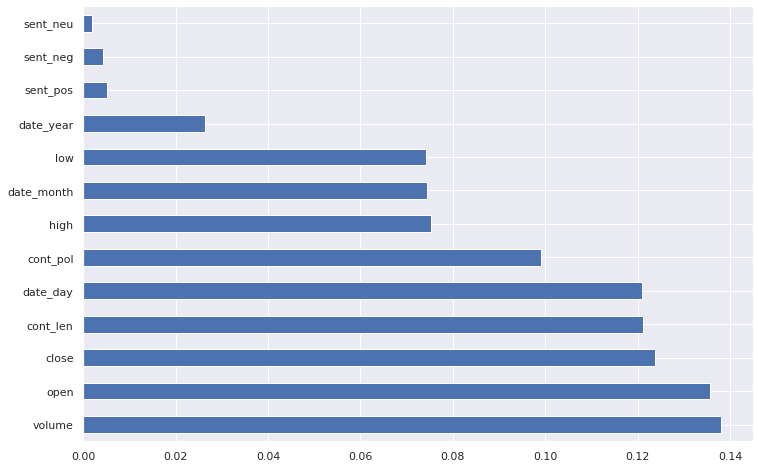 sent_neu
sent_neg
sent_pos
date_year
low
date_month
high
cont_pol
date_day
cont_len
close
open
volume
0.00 0.02 0.04 0.06 0.08 0.10 0.12 0.14